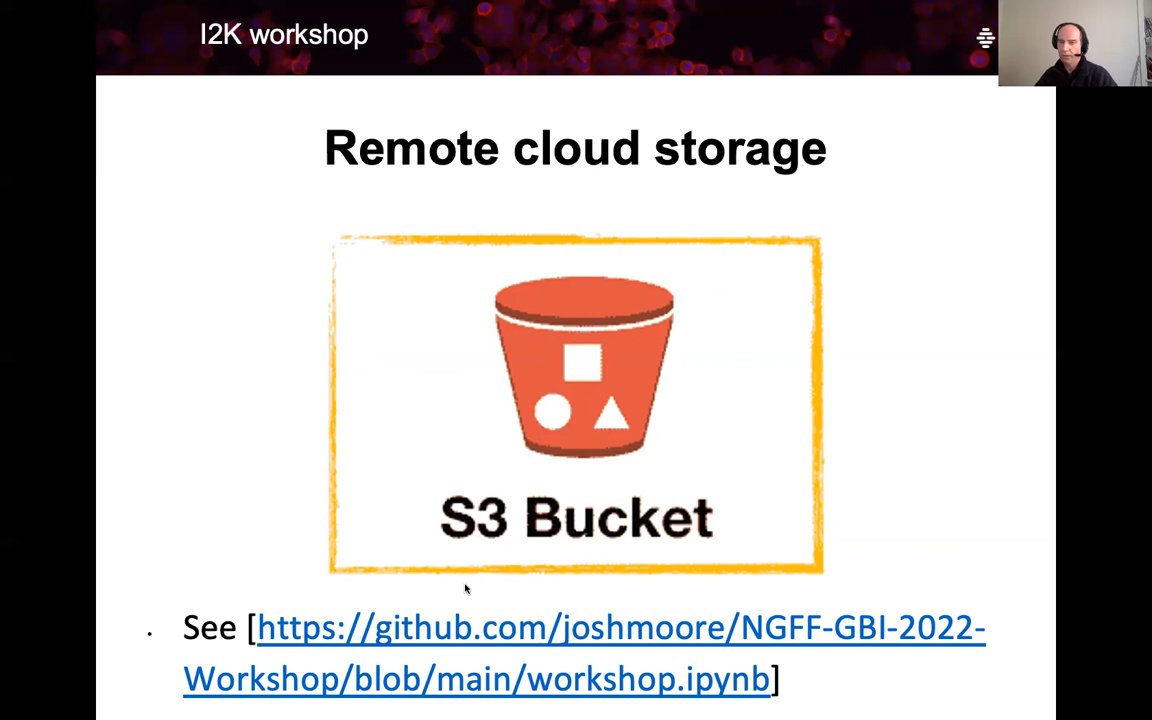 I2K workshop
Remote cloud storage
S3 Bucket
· See [https://github.com/joshmoore/NGFF-GBI-2022-
Workshop/blob/main/workshop.ipynb]